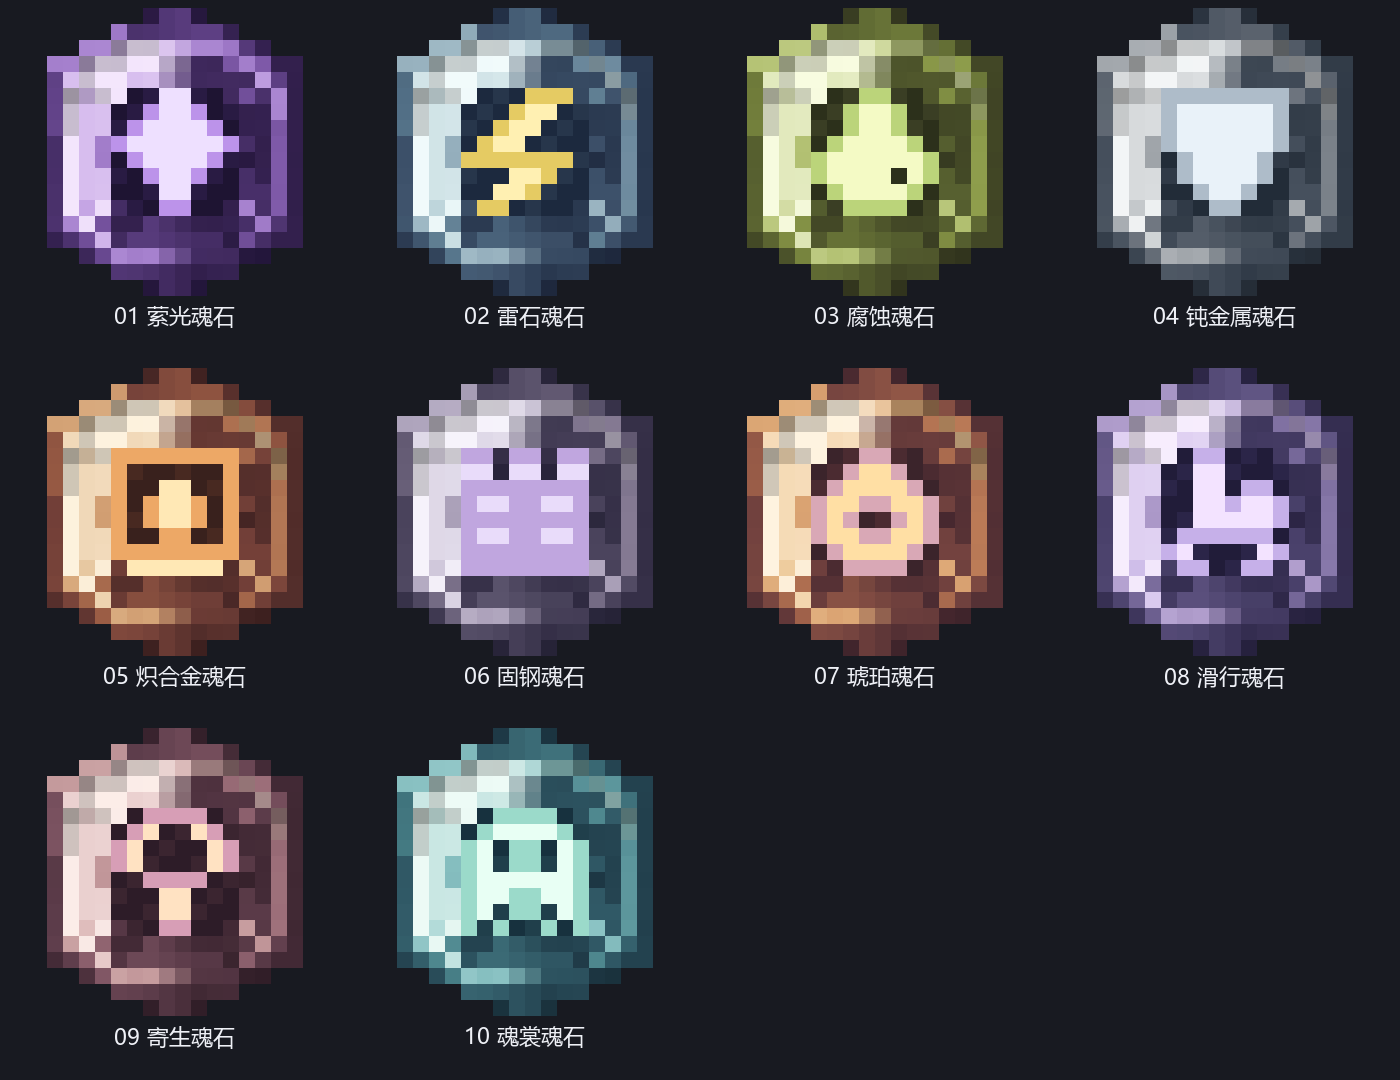 01 萦光魂石
02 雷石魂石
03 腐蚀魂石
04 钝金属魂石
05 炽合金魂石
06 固钢魂石
07 琥珀魂石
08 滑行魂石
09 寄生魂石
10 魂裳魂石